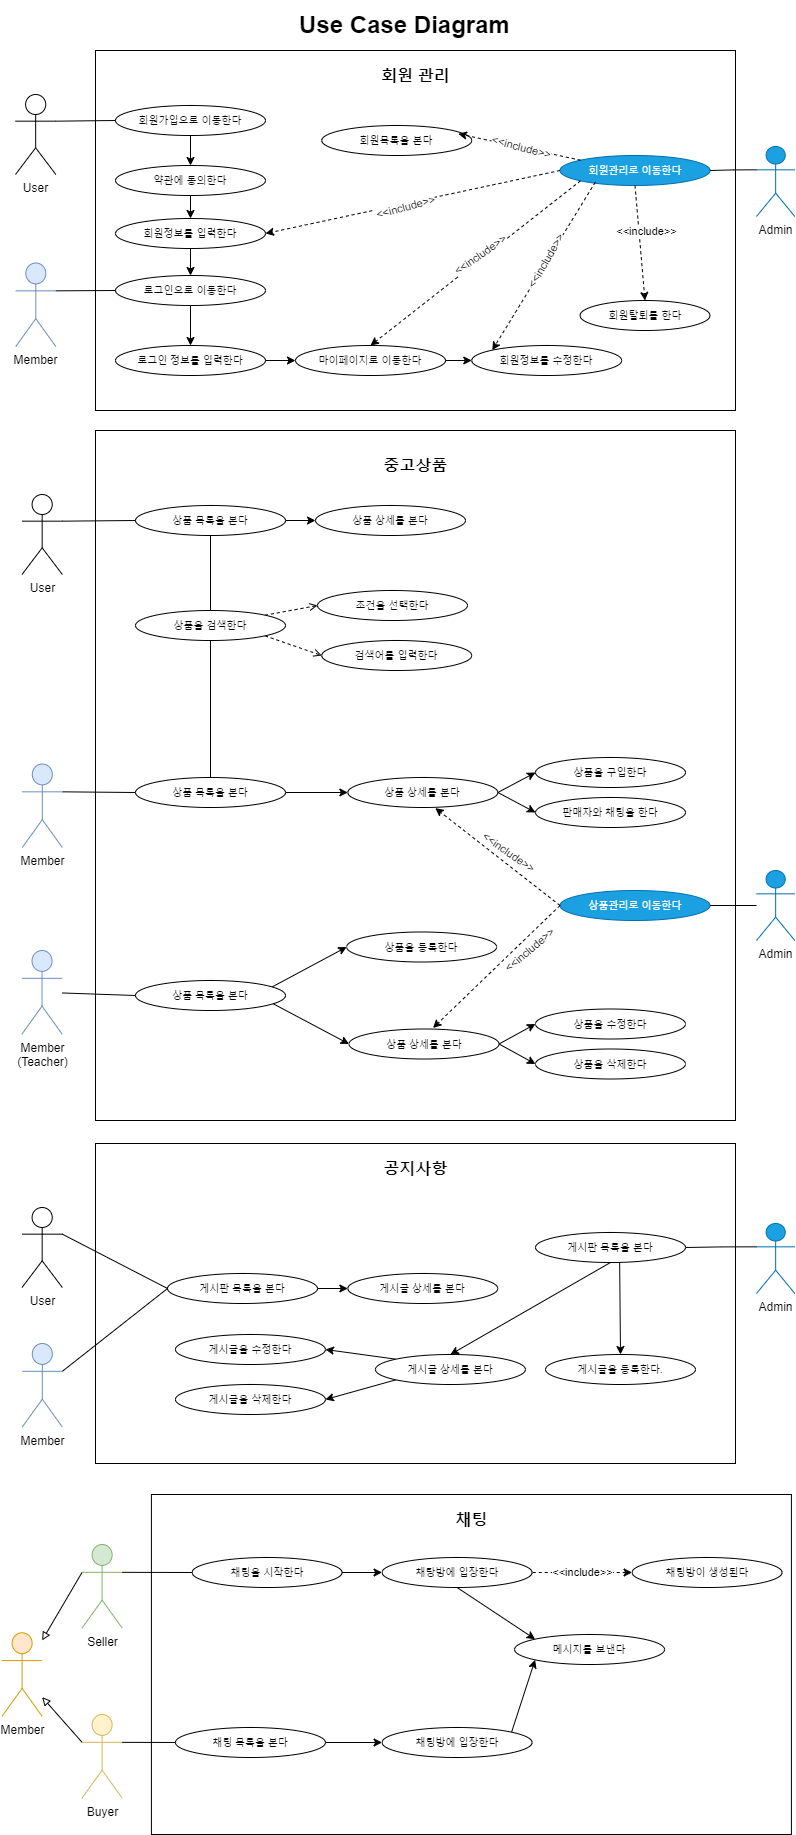 Use Case Diagram
회원 관리
회원가입으로 이동한다
회원목록을 본다
<<include>>
회원관리로 이동한다
User
Admin
약관에 동의한다
<<include>>
회원정보를 입력한다
<<include>>
<<include>>
<<include>>
로그인으로 이동한다
회원탈퇴를 한다
Member
로그인 정보를 입력한다
마이페이지로 이동한다
회원정보를 수정한다
중고상품
상품 목록을 본다
상품 상세를 본다
User
조건을 선택한다
상품을 검색한다
검색어를 입력한다
상품을 구입한다
상품 목록을 본다
상품 상세를 본다
판매자와 채팅을 한다
Member
<<include>>
상품관리로 이동한다
Admin
상품을 등록한다
<<include>>
상품 목록을 본다
상품을 수정한다
상품 상세를 본다
상품을 삭제한다
Member
(Teacher)
공지사항
게시판 목록을 본다
User
Admin
게시판 목록을 본다
게시글 상세를 본다
게시글을 수정한다
게시글 상세를 본다
게시글을 등록한다.
게시글을 삭제한다
Member
채팅
채팅을 시작한다
채탕방에 입장한다
<<include>>
채팅방이 생성된다
Seller
메시지를 보낸다
Member
채팅 목록을 본다
채팅방에 입장한다
Buyer